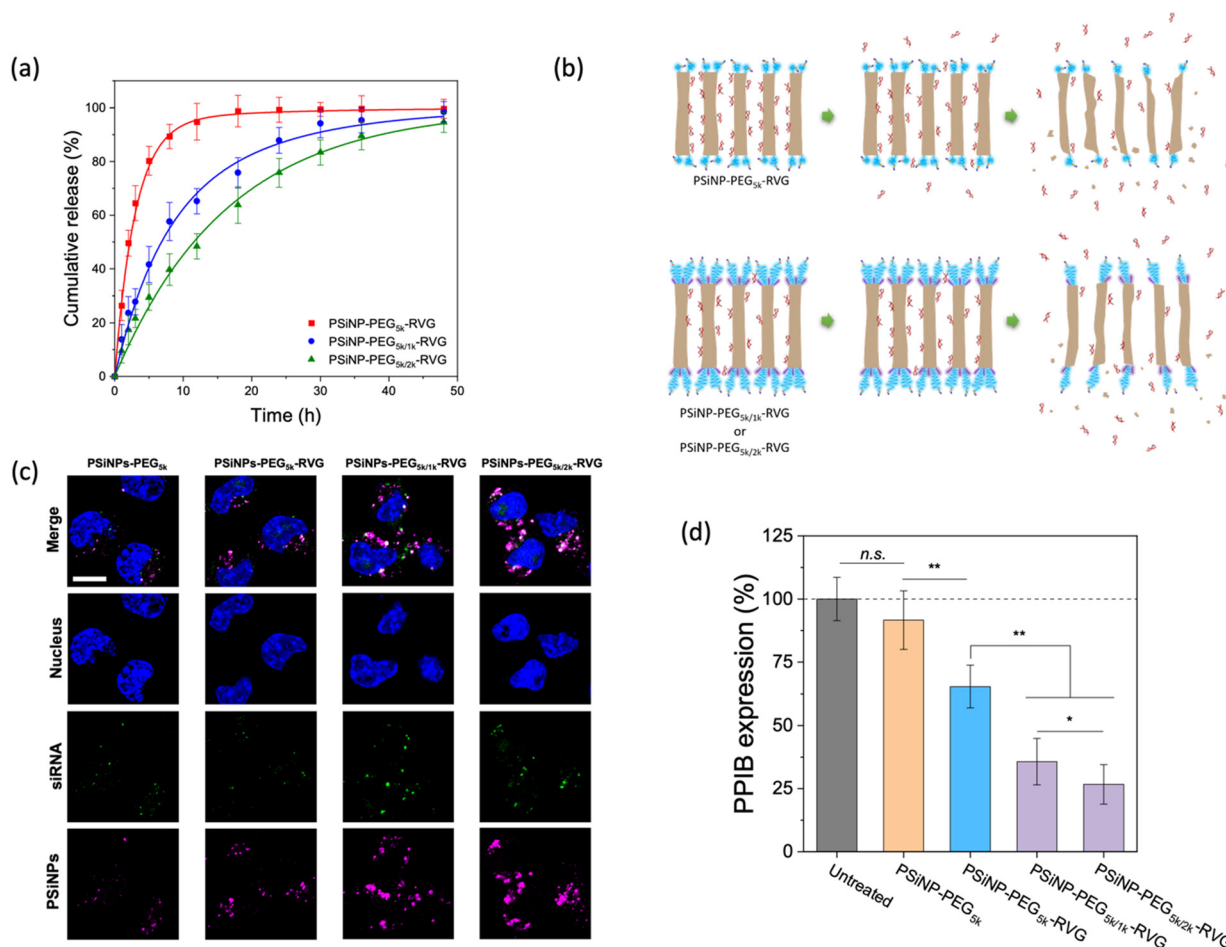 (a)
Cumulative release (%)
100
80
60
40
20
0
PSiNP-PEG5k-RVG
PSiNP-PEG5k/1k-RVG
PSiNP-PEG5k/2k-RVG
0 10 20 30 40 50
Time (h)
(b)
PSiNP-PEG5k-RVG
PSiNP-PEG5k/1k-RVG
or
PSiNP-PEG5k/2k-RVG
(c)
PSiNPs-PEG5k PSiNPs-PEG5k-RVG PSiNPs-PEG5k/1k-RVG PSiNPs-PEG5k/2k-RVG
Merge
Nucleus
siRNA
PSiNPs
(d)
PPIB expression (%)
125
100
75
50
25
0
n.s.
**
**
*
Untreated
PSiNP-PEG5k
PSiNP-PEG5k-RVG
PSiNP-PEG5k/1k-RVG
PSiNP-PEG5k/2k-RVG